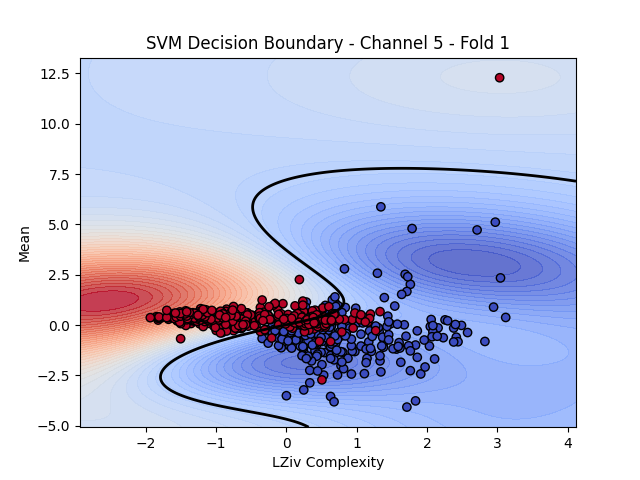 SVM Decision Boundary - Channel 5 - Fold 1
12.5
10.0
7.5
5.0
2.5
0.0
−2.5
−5.0
Mean
−2 −1 0 1 2 3 4
LZiv Complexity